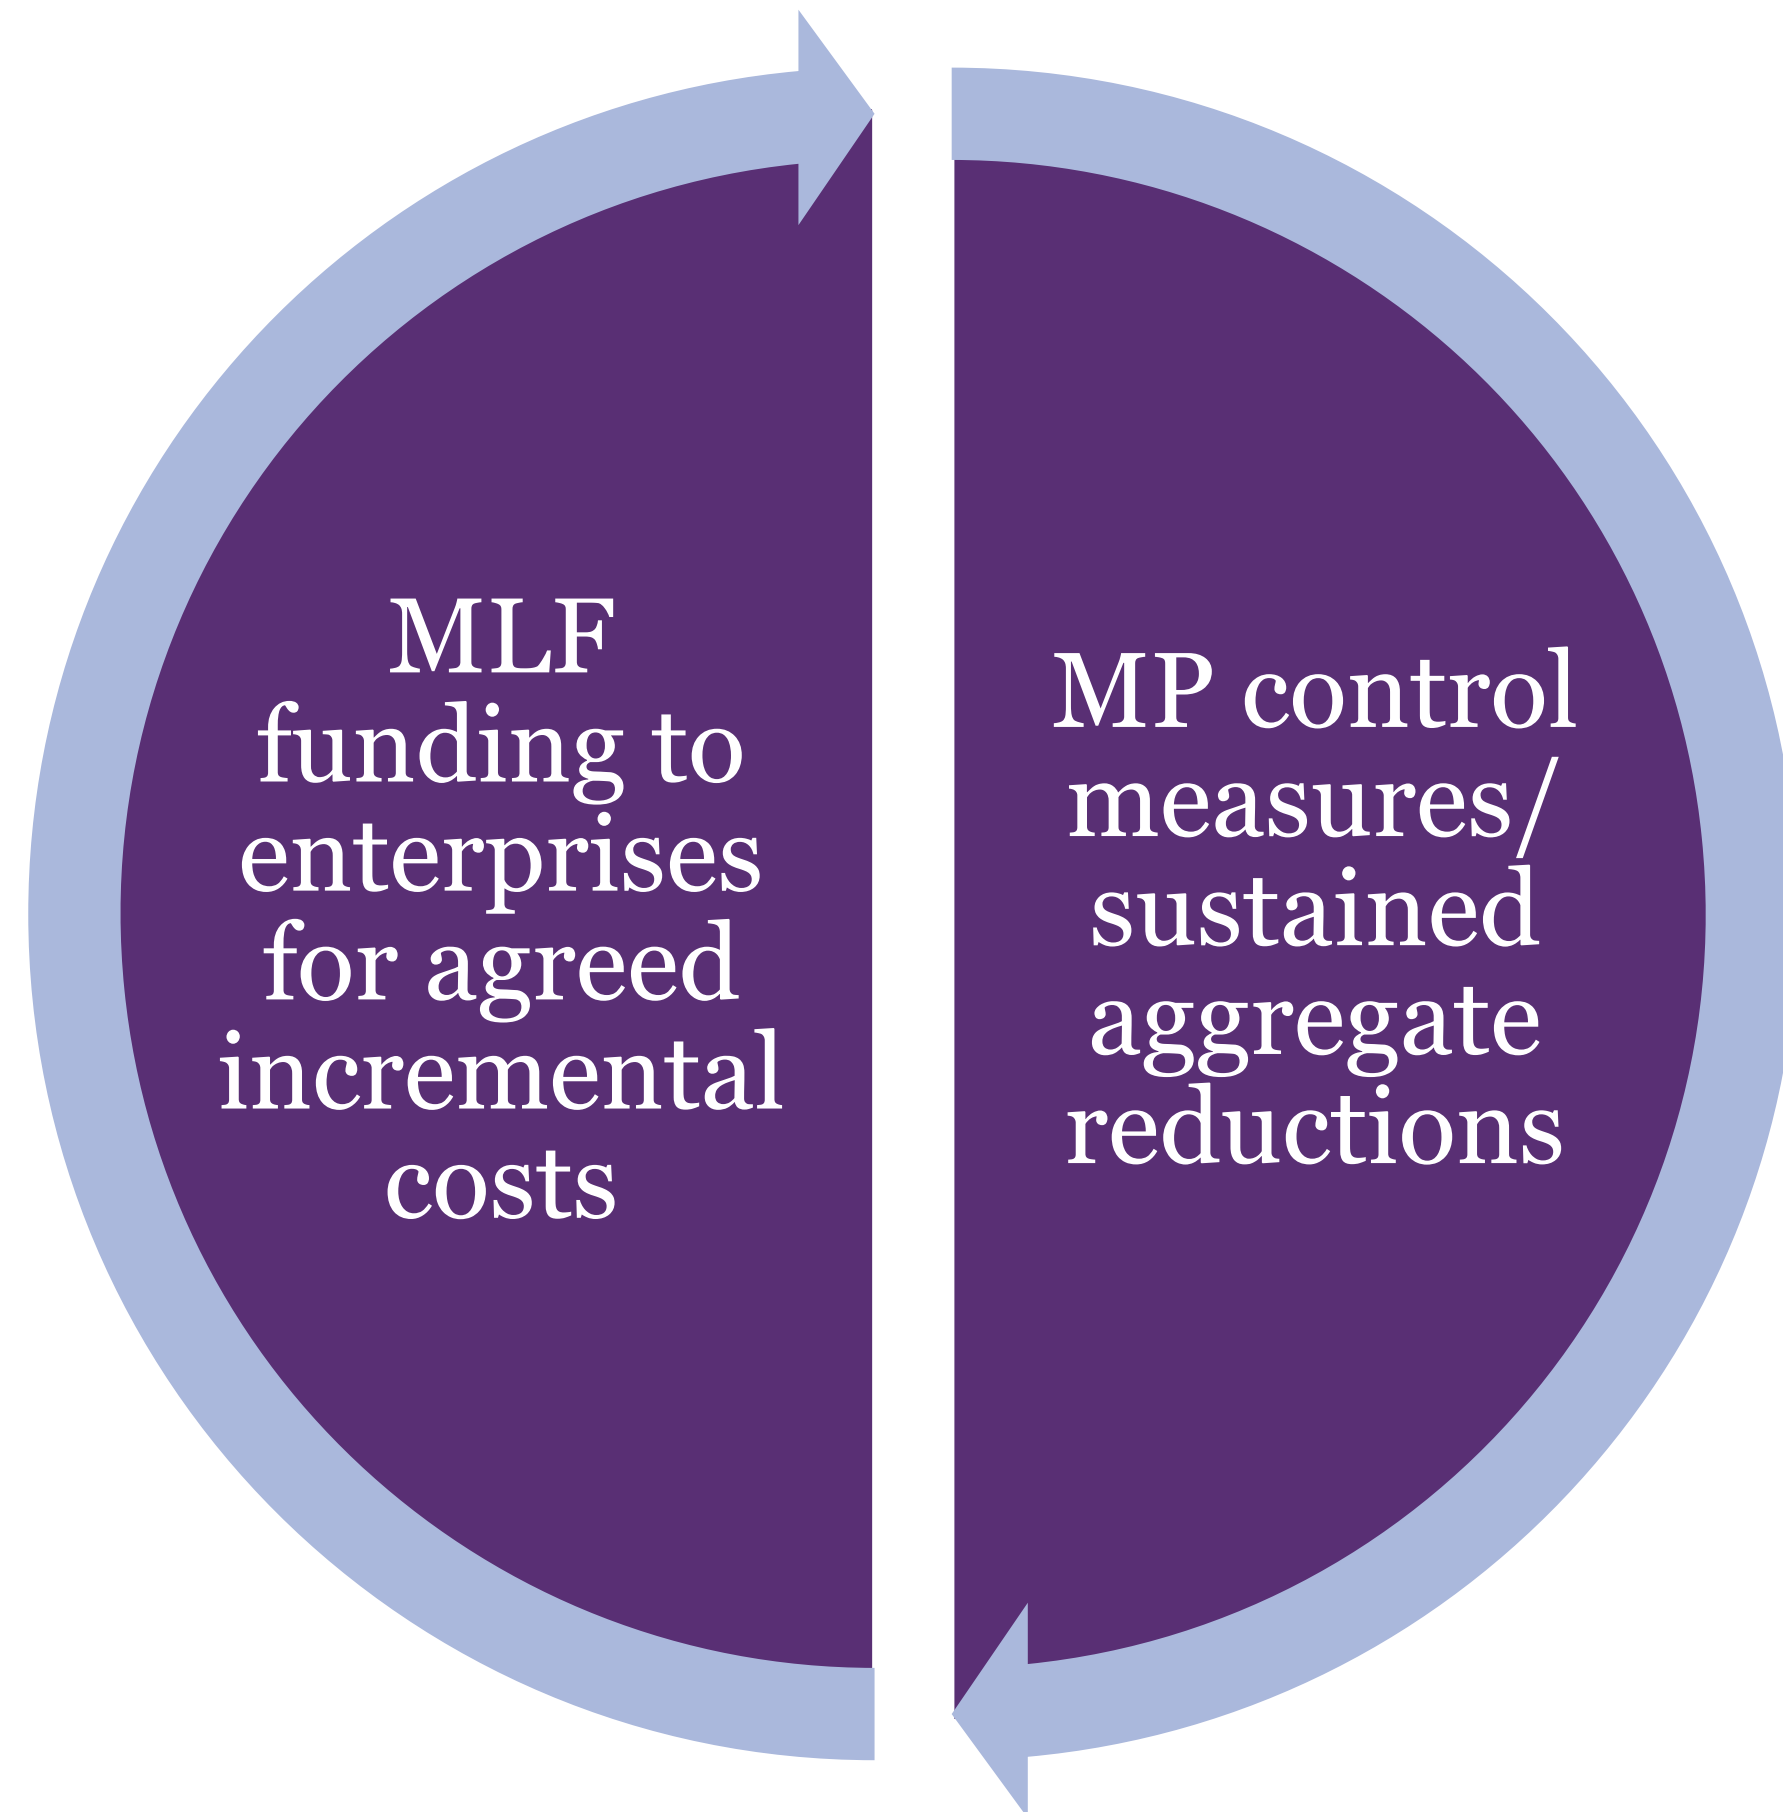 MLF
funding to
enterprises
for agreed
incremental
costs
MP control
measures/
sustained
aggregate
reductions